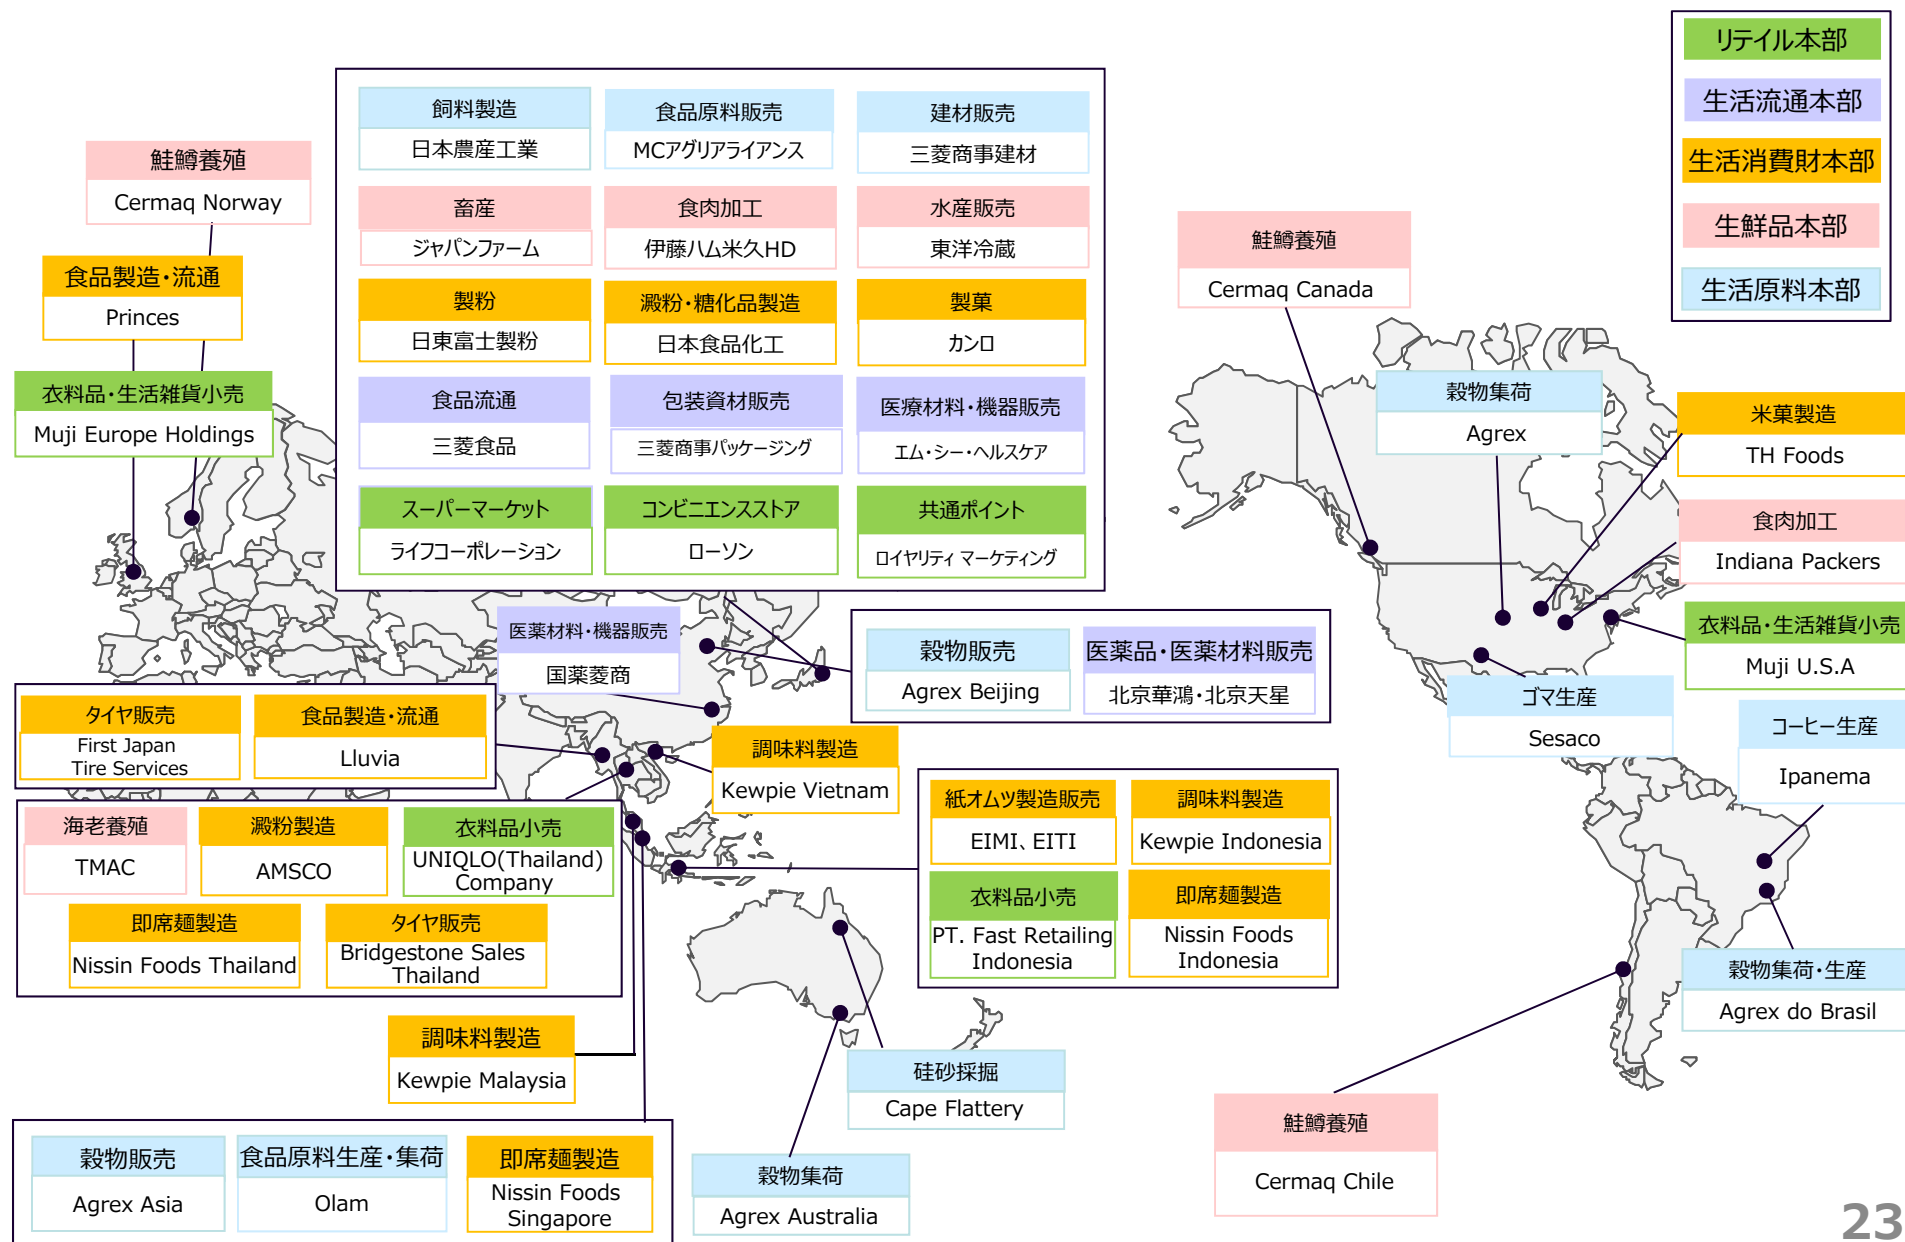 リテイル本部
生活流通本部
生活消費財本部
生鮮品本部
生活原料本部
飼料製造
日本農産工業
食品原料販売
MCアグリアライアンス
建材販売
三菱商事建材
畜産
ジャパンファーム
食肉加工
伊藤ハム米久HD
水産販売
東洋冷蔵
製粉
日東富士製粉
澱粉・糖化品製造
日本食品化工
製菓
カンロ
食品流通
三菱食品
包装資材販売
三菱商事パッケージング
医療材料・機器販売
エム・シー・ヘルスケア
スーパーマーケット
ライフコーポレーション
コンビニエンスストア
ローソン
共通ポイント
ロイヤリティ マーケティング
鮭鱒養殖
Cermaq Norway
食品製造・流通
Princes
衣料品・生活雑貨小売
Muji Europe Holdings
鮭鱒養殖
Cermaq Canada
穀物集荷
Agrex
米菓製造
TH Foods
食肉加工
Indiana Packers
衣料品・生活雑貨小売
Muji U.S.A
ゴマ生産
Sesaco
コーヒー生産
Ipanema
穀物集荷・生産
Agrex do Brasil
鮭鱒養殖
Cermaq Chile
医薬材料・機器販売
国薬菱商
穀物販売
Agrex Beijing
医薬品・医薬材料販売
北京華鴻・北京天星
タイヤ販売
First Japan
Tire Services
食品製造・流通
Lluvia
調味料製造
Kewpie Vietnam
海老養殖
TMAC
澱粉製造
AMSCO
衣料品小売
UNIQLO(Thailand)
Company
即席麺製造
Nissin Foods Thailand
タイヤ販売
Bridgestone Sales
Thailand
紙オムツ製造販売
EIMI、EITI
調味料製造
Kewpie Indonesia
衣料品小売
PT. Fast Retailing
Indonesia
即席麺製造
Nissin Foods
Indonesia
調味料製造
Kewpie Malaysia
穀物販売
Agrex Asia
食品原料生産・集荷
Olam
即席麺製造
Nissin Foods
Singapore
硅砂採掘
Cape Flattery
穀物集荷
Agrex Australia
23